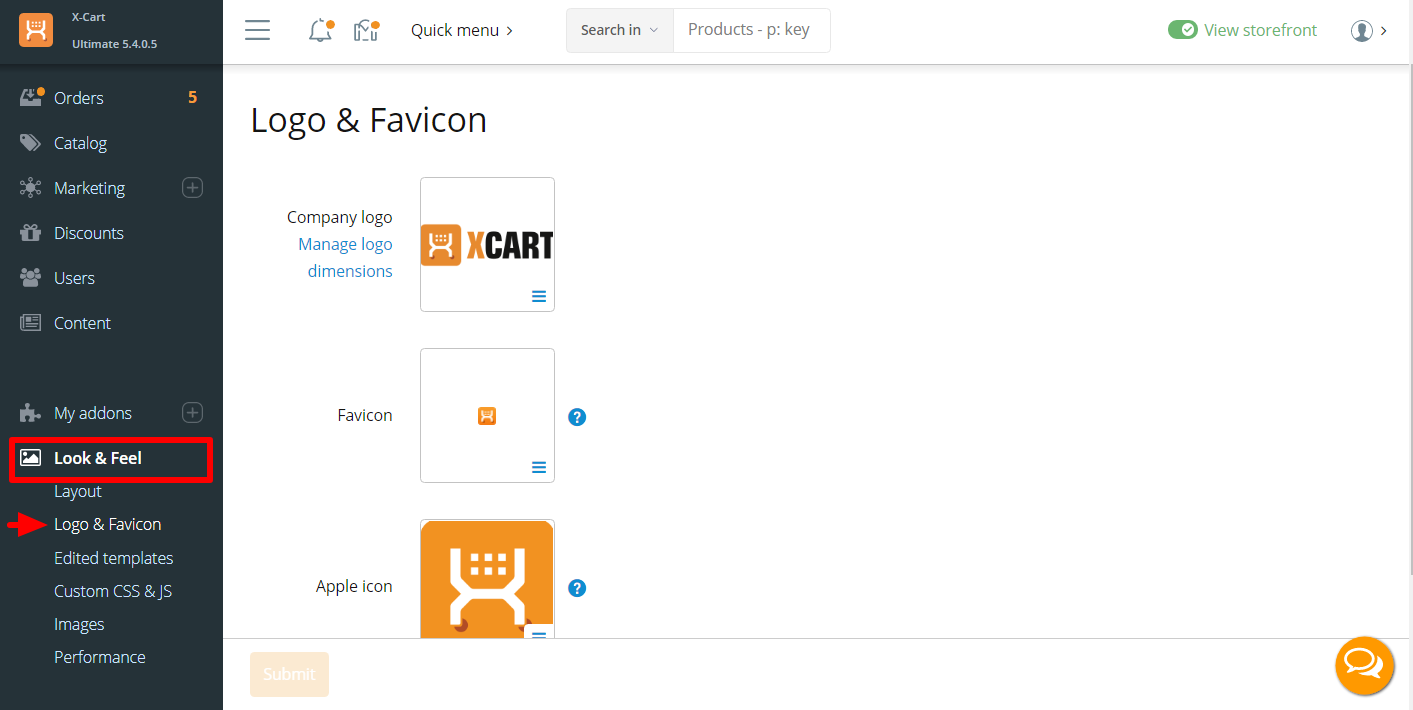 X-Cart
Ultimate 5.4.0.5
Quick menu
Search in
Products - p: key
View storefront
Orders 5
Catalog
Marketing
Discounts
Users
Content
My addons
Look & Feel
Layout
Logo & Favicon
Edited templates
Custom CSS & JS
Images
Performance
Logo & Favicon
Company logo
Manage logo
dimensions
XCART
Favicon
?
Apple icon
?
Submit